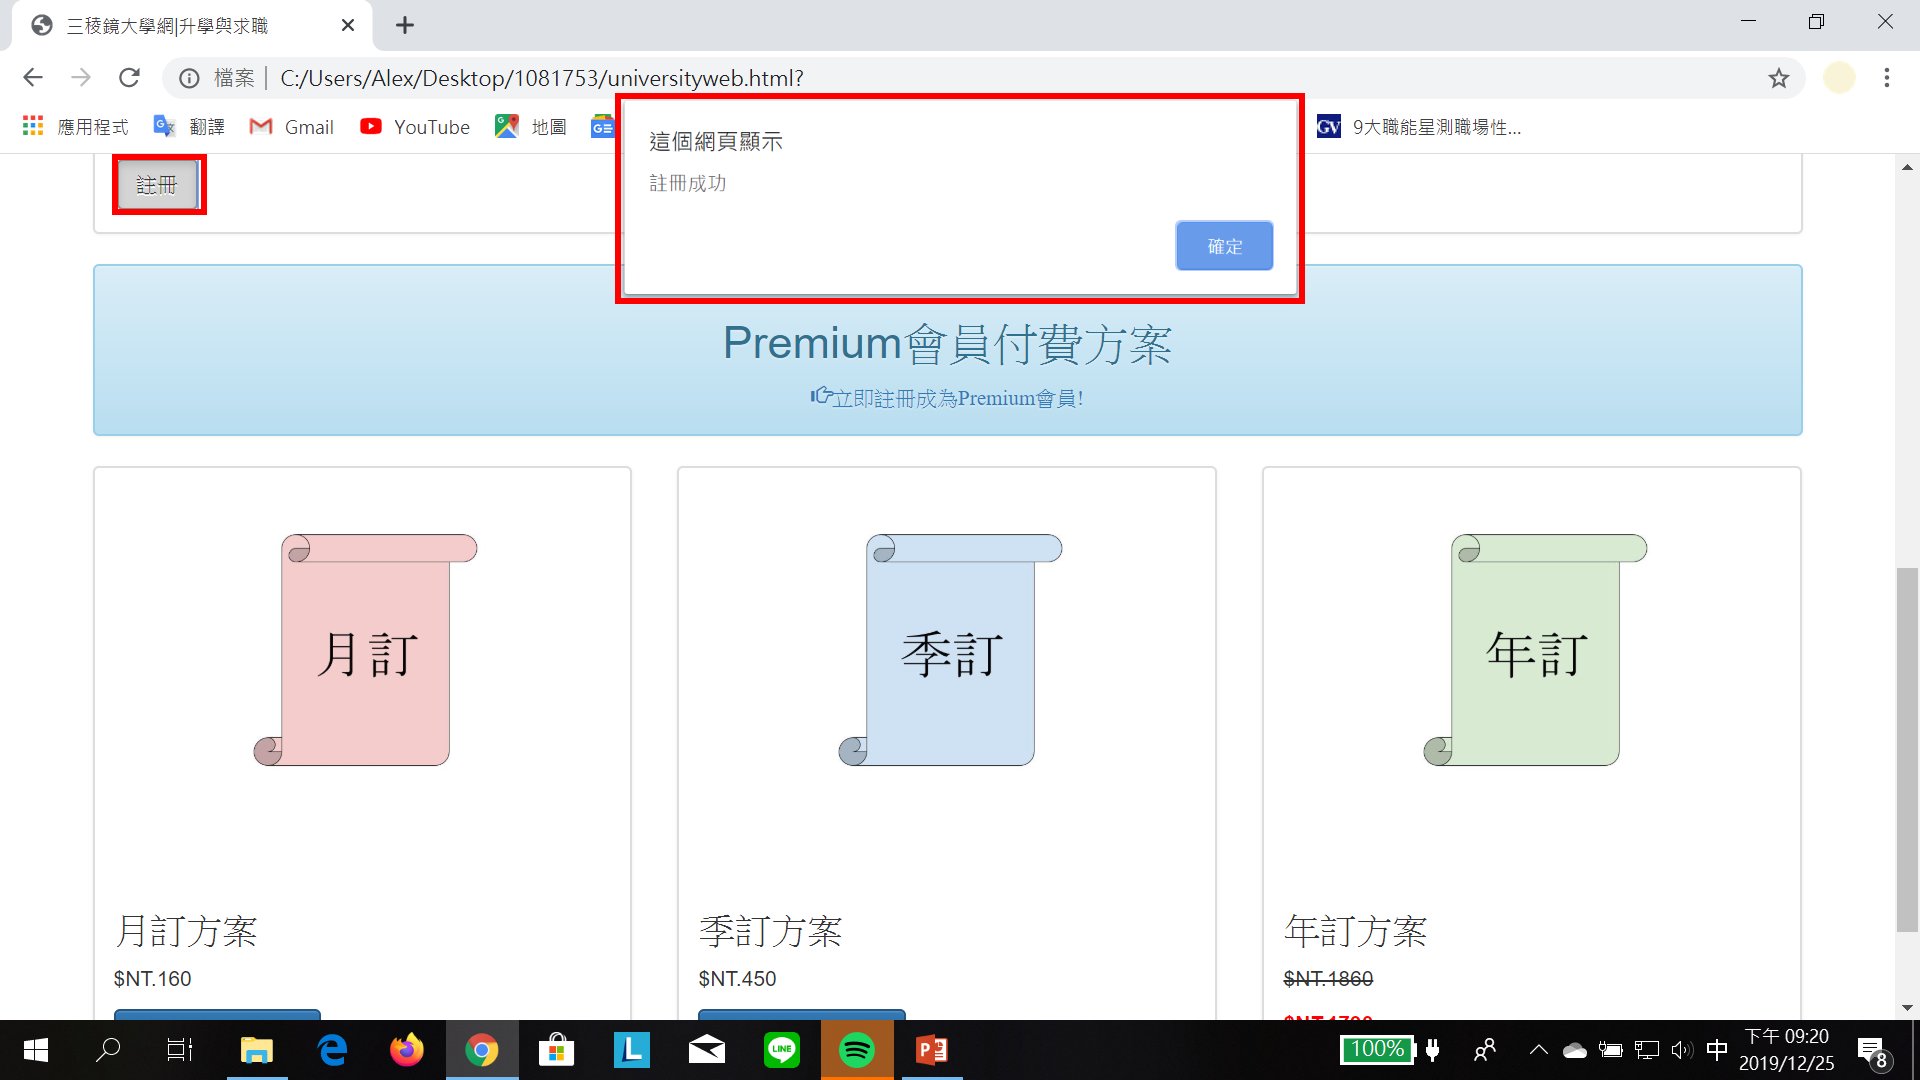 三稜鏡大學網|升學與求職
檔案 | C:/Users/Alex/Desktop/1081753/universityweb.html?
應用程式 翻譯 Gmail YouTube 地圖 GE GV 9大職能星測職場性...
這個網頁顯示
註冊成功
確定
註冊
Premium會員付費方案
立即註冊成為Premium會員!
月訂
季訂
年訂
月訂方案
$NT.160
季訂方案
$NT.450
年訂方案
$NT.1860
100%
中
下午 09:20
2019/12/25
8